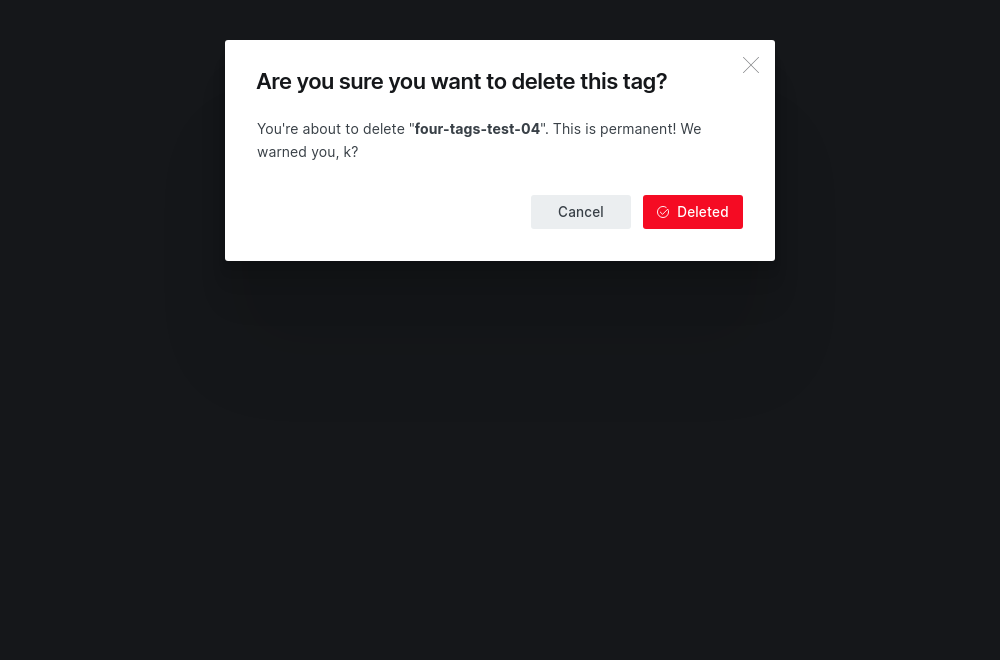 Are you sure you want to delete this tag?
You're about to delete "four-tags-test-04". This is permanent! We
warned you, k?
Cancel
Deleted